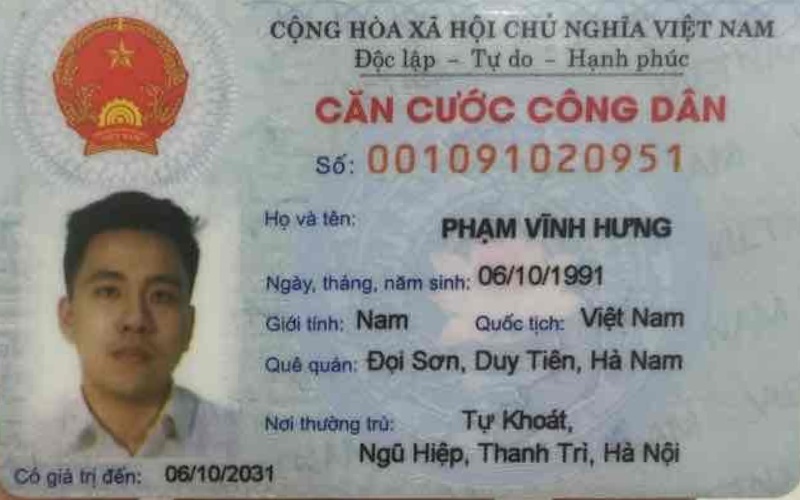 CỘNG HÒA XÃ HỘI CHỦ NGHĨA VIỆT NAM
Độc lập – Tự do – Hạnh phúc
CĂN CƯỚC CÔNG DÂN
Số: 001091020951
Họ và tên: PHẠM VĨNH HƯNG
Ngày, tháng, năm sinh: 06/10/1991
Giới tính: Nam Quốc tịch: Việt Nam
Quê quán: Đọi Sơn, Duy Tiên, Hà Nam
Nơi thường trú: Tự Khoát,
Ngũ Hiệp, Thanh Trì, Hà Nội
Có giá trị đến: 06/10/2031